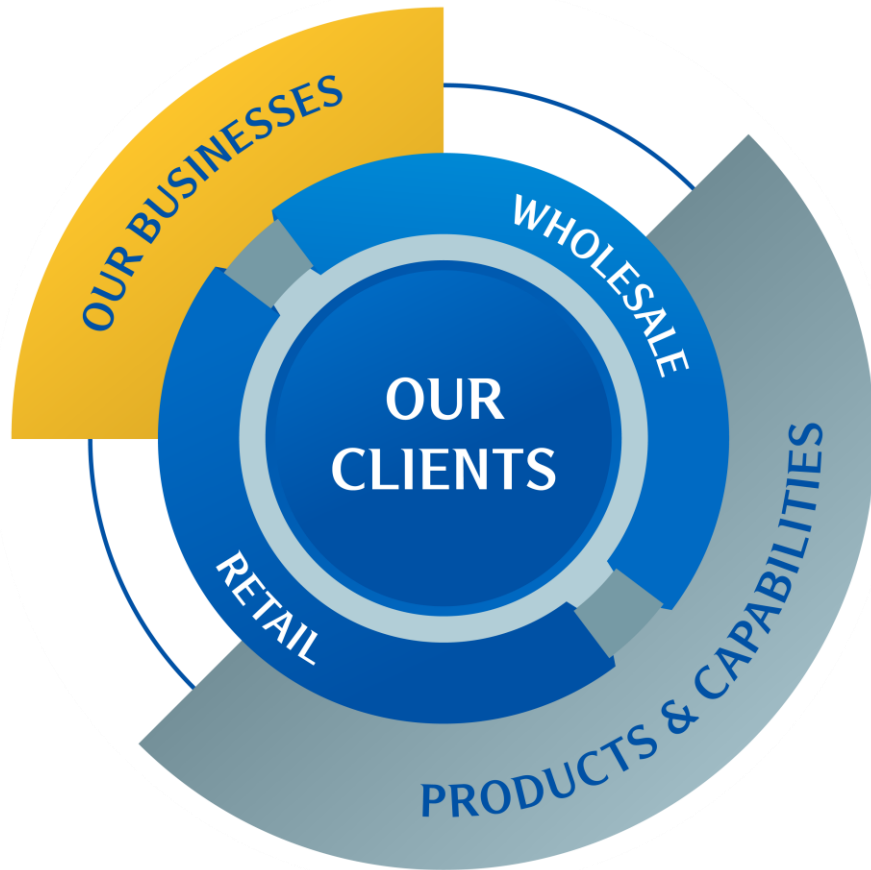 OUR BUSINESSES
WHOLESALE
OUR
CLIENTS
RETAIL
PRODUCTS & CAPABILITIES